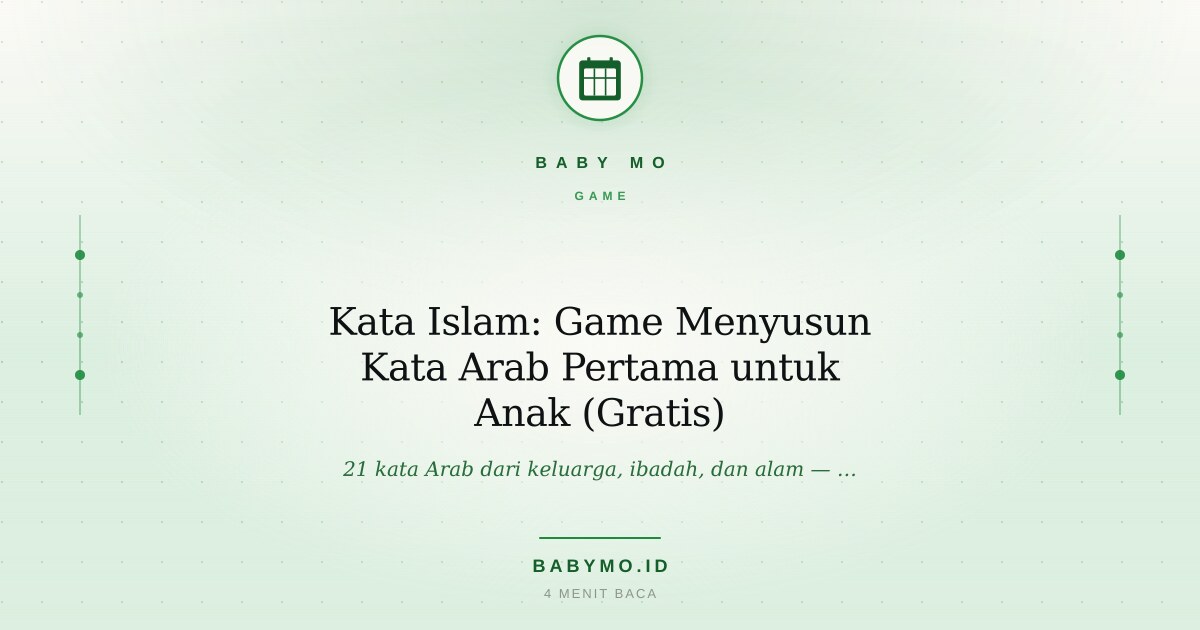 BABY MO
GAME
Kata Islam: Game Menyusun
Kata Arab Pertama untuk
Anak (Gratis)
21 kata Arab dari keluarga, ibadah, dan alam — ...
BABYMO.ID
4 MENIT BACA